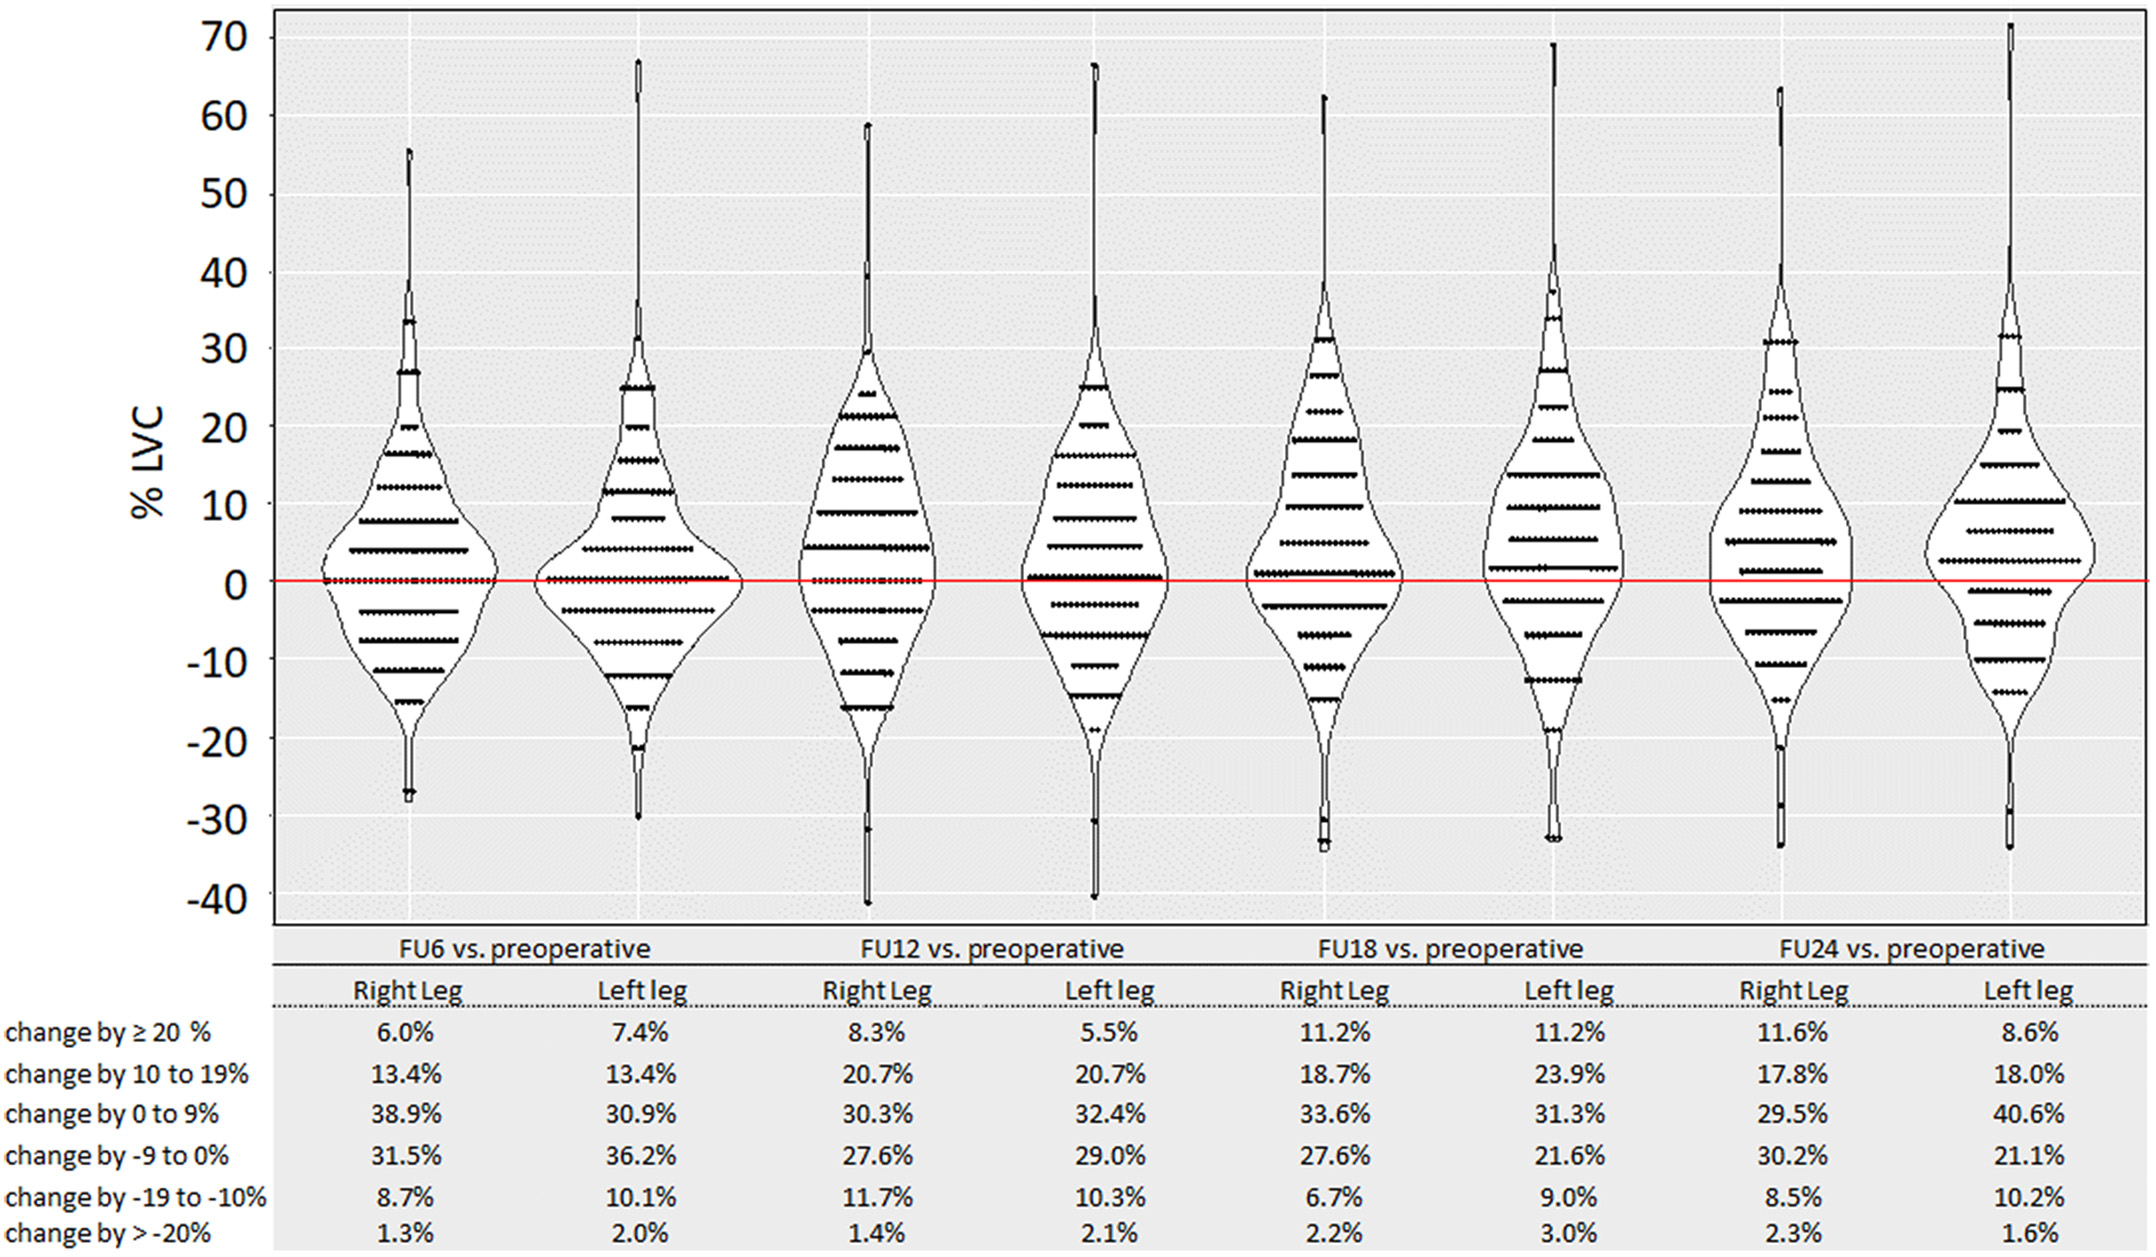 70
60
50
40
30
20
10
0
-10
-20
-30
-40
% LVC
FU6 vs. preoperative FU12 vs. preoperative FU18 vs. preoperative FU24 vs. preoperative
Right Leg Left leg Right Leg Left leg Right Leg Left leg Right Leg Left leg
change by ≥ 20 % 6.0% 7.4% 8.3% 5.5% 11.2% 11.2% 11.6% 8.6%
change by 10 to 19% 13.4% 13.4% 20.7% 20.7% 18.7% 23.9% 17.8% 18.0%
change by 0 to 9% 38.9% 30.9% 30.3% 32.4% 33.6% 31.3% 29.5% 40.6%
change by -9 to 0% 31.5% 36.2% 27.6% 29.0% 27.6% 21.6% 30.2% 21.1%
change by -19 to -10% 8.7% 10.1% 11.7% 10.3% 6.7% 9.0% 8.5% 10.2%
change by > -20% 1.3% 2.0% 1.4% 2.1% 2.2% 3.0% 2.3% 1.6%